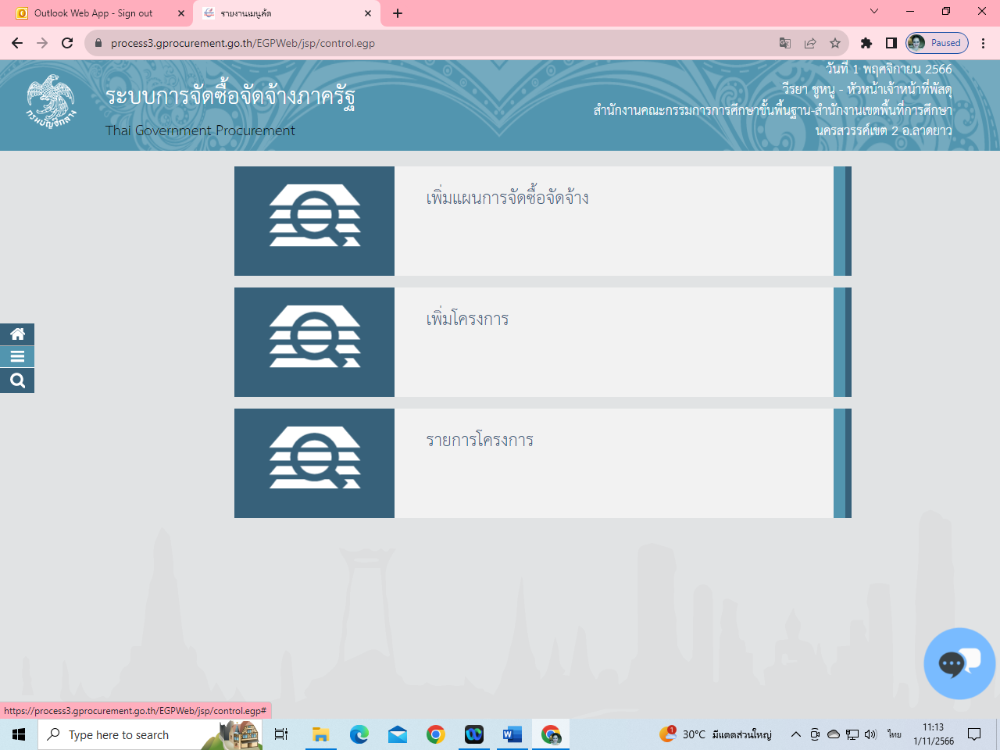 Outlook Web App - Sign out
รายงานเมนูลัด
process3.gprocurement.go.th/EGPWeb/jsp/control.egp
Paused
กรมบัญชีกลาง
ระบบการจัดซื้อจัดจ้างภาครัฐ
Thai Government Procurement
วันที่ 1 พฤศจิกายน 2566
วีรยา ชูหนู - หัวหน้าเจ้าหน้าที่พัสดุ
สำนักงานคณะกรรมการการศึกษาขั้นพื้นฐาน-สำนักงานเขตพื้นที่การศึกษา
นครสวรรค์เขต 2 อ.ลาดยาว
เพิ่มแผนการจัดซื้อจัดจ้าง
เพิ่มโครงการ
รายการโครงการ
https://process3.gprocurement.go.th/EGPWeb/jsp/control.egp#
Type here to search
1
30°C มีแดดส่วนใหญ่
ไทย
11:13
1/11/2566